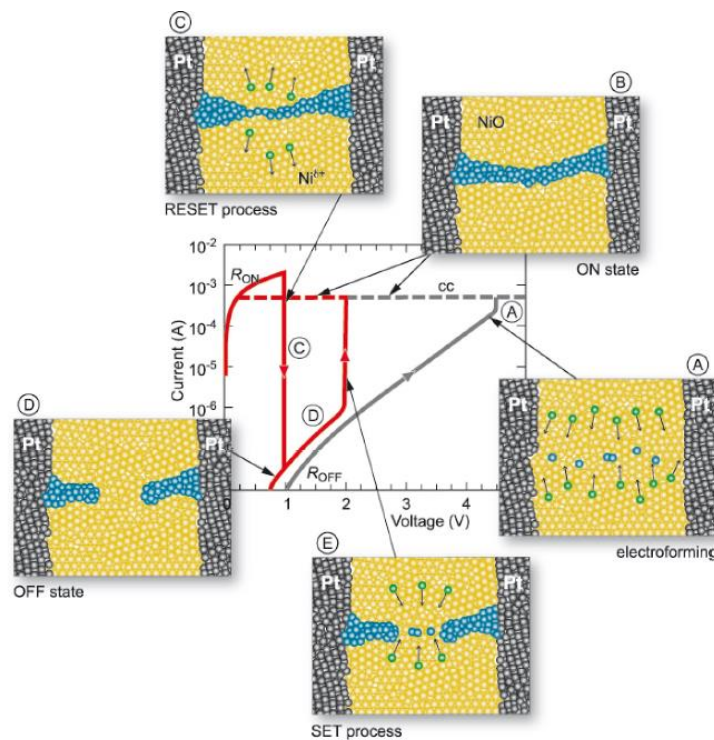 C
Pt
Pt
Ni^δ+
RESET process
B
Pt
NiO
Pt
ON state
10^-2
10^-3
10^-4
10^-5
10^-6
Current (A)
R_ON
cc
A
C
D
R_OFF
0
1
2
3
4
Voltage (V)
A
Pt
Pt
electroforming
D
Pt
Pt
OFF state
E
Pt
Pt
SET process